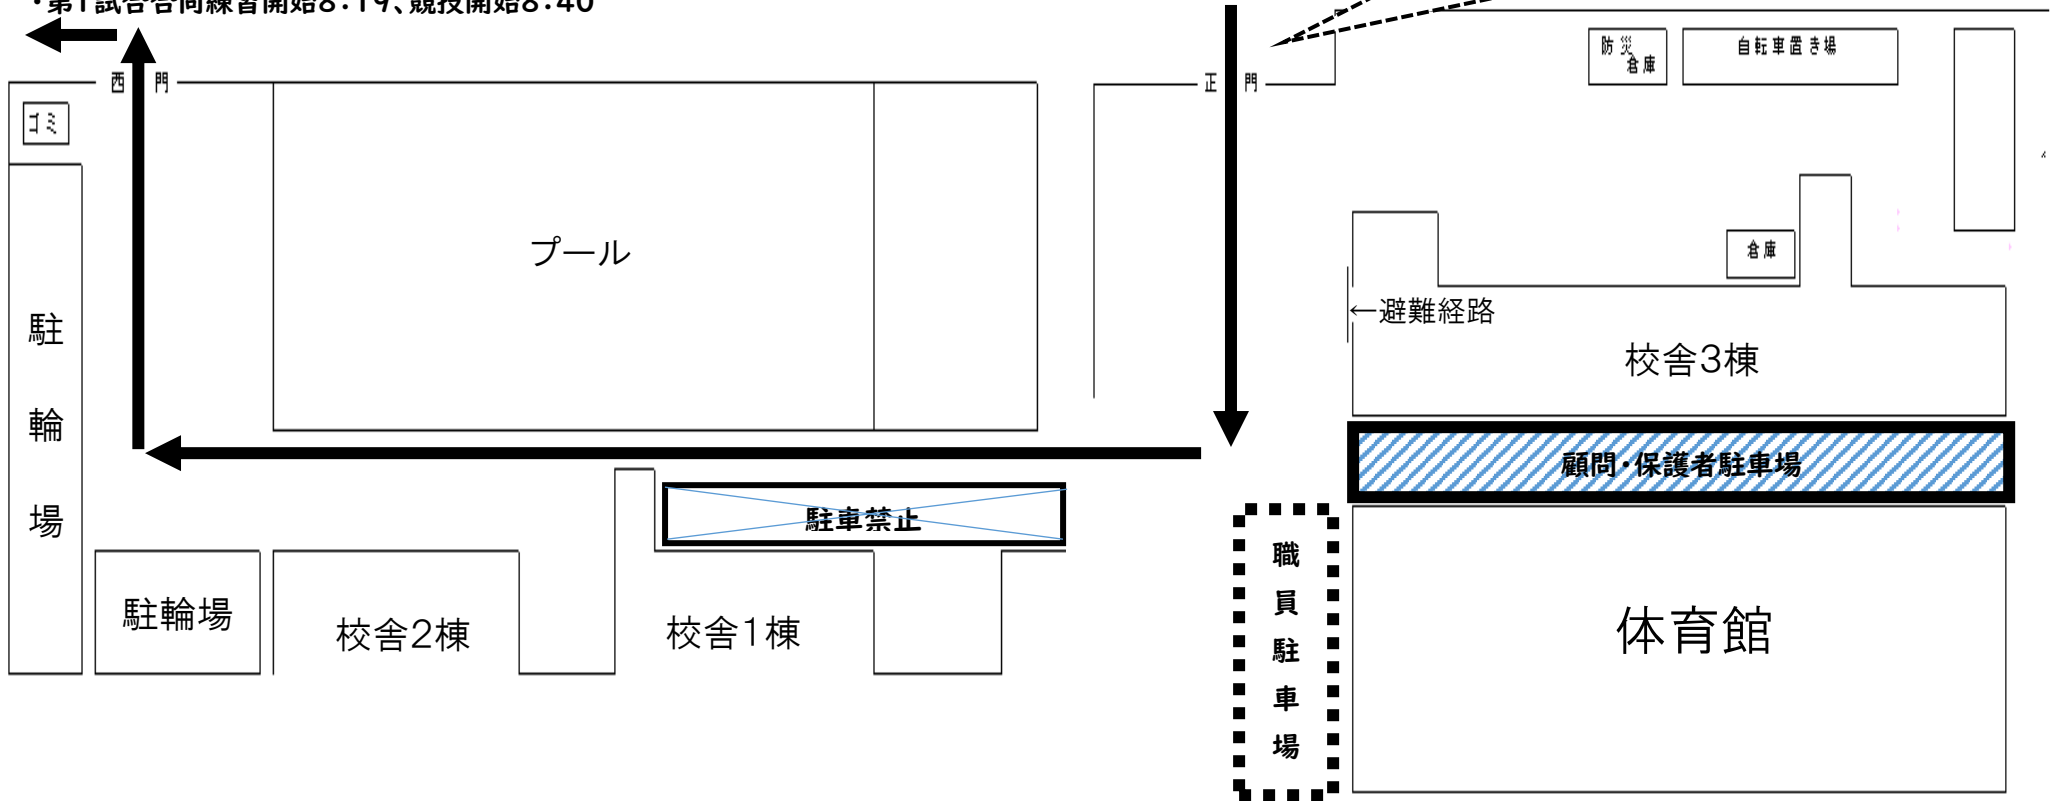 ・第1試合合同練習開始8:19、競技開始8:40
西門
正門
防災倉庫
自転車置き場
ゴミ
プール
倉庫
←避難経路
校舎3棟
駐輪場
顧問・保護者駐車場
駐車禁止
職員駐車場
駐輪場
校舎2棟
校舎1棟
体育館